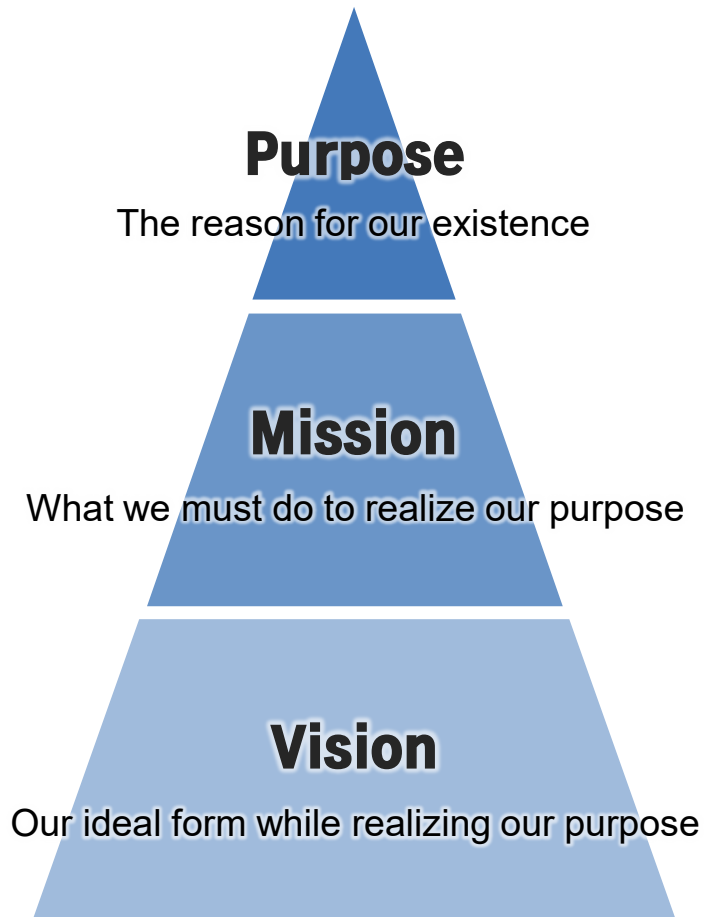 Purpose
The reason for our existence
Mission
What we must do to realize our purpose
Vision
Our ideal form while realizing our purpose